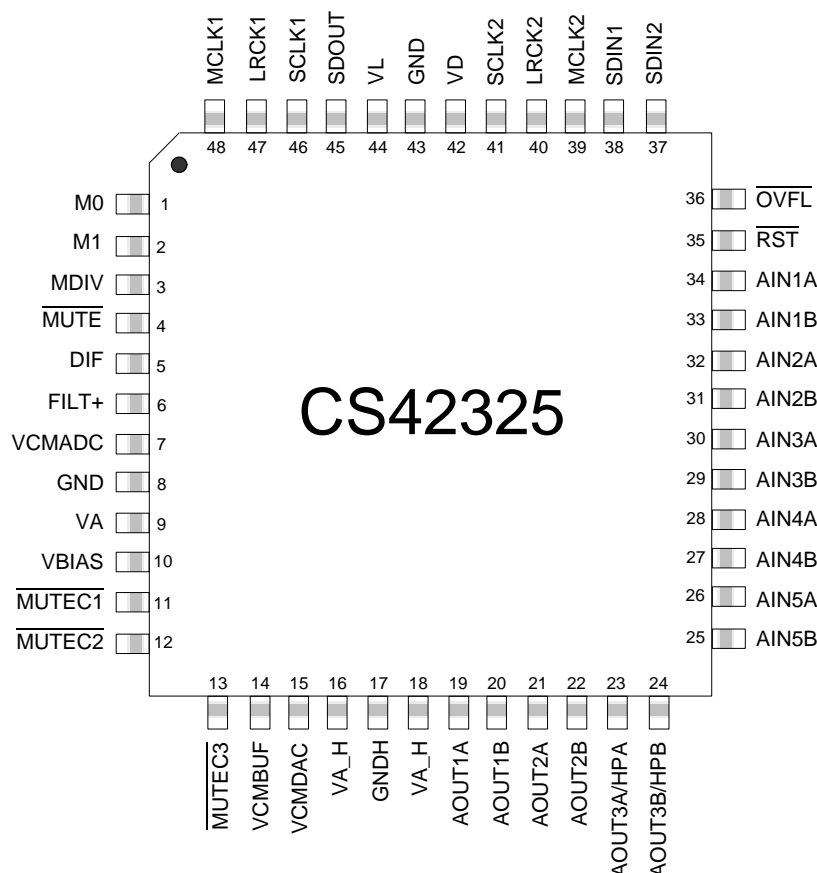 MCLK1
LRCK1
SCLK1
SDOUT
VL
GND
VD
SCLK2
LRCK2
MCLK2
SDIN1
SDIN2
48 47 46 45 44 43 42 41 40 39 38 37
M0 1
M1 2
MDIV 3
MUTE 4
DIF 5
FILT+ 6
VCMADC 7
GND 8
VA 9
VBIAS 10
MUTEC1 11
MUTEC2 12
CS42325
36 OVFL
35 RST
34 AIN1A
33 AIN1B
32 AIN2A
31 AIN2B
30 AIN3A
29 AIN3B
28 AIN4A
27 AIN4B
26 AIN5A
25 AIN5B
13 14 15 16 17 18 19 20 21 22 23 24
MUTEC3
VCMBUF
VCMDAC
VA_H
GNDH
VA_H
AOUT1A
AOUT1B
AOUT2A
AOUT2B
AOUT3A/HPA
AOUT3B/HPB